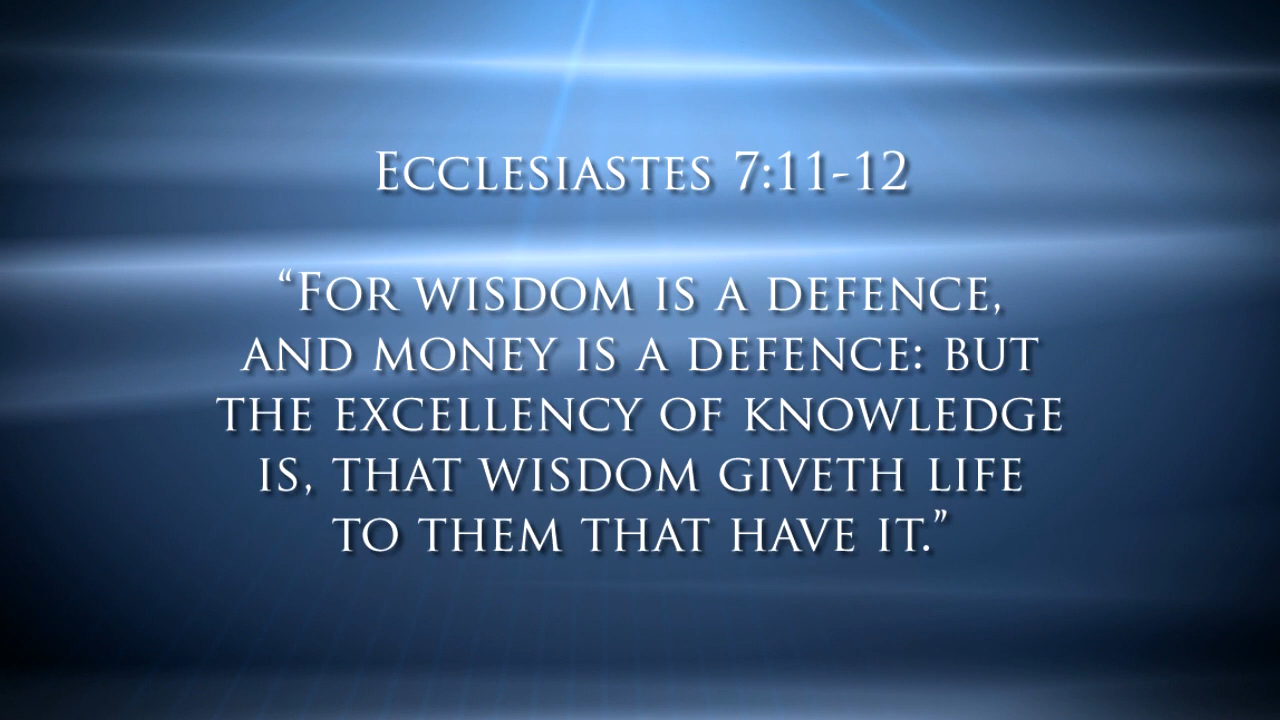 Ecclesiastes 7:11-12
“For wisdom is a defence,
and money is a defence: but
the excellency of knowledge
is, that wisdom giveth life
to them that have it.”